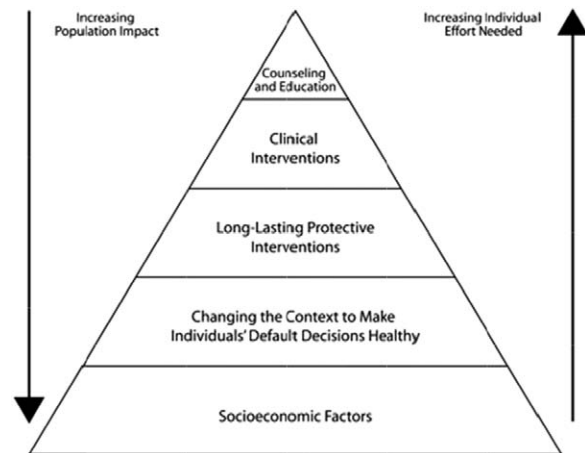 Increasing
Population Impact
Increasing Individual
Effort Needed
Counseling
and Education
Clinical
Interventions
Long-Lasting Protective
Interventions
Changing the Context to Make
Individuals' Default Decisions Healthy
Socioeconomic Factors